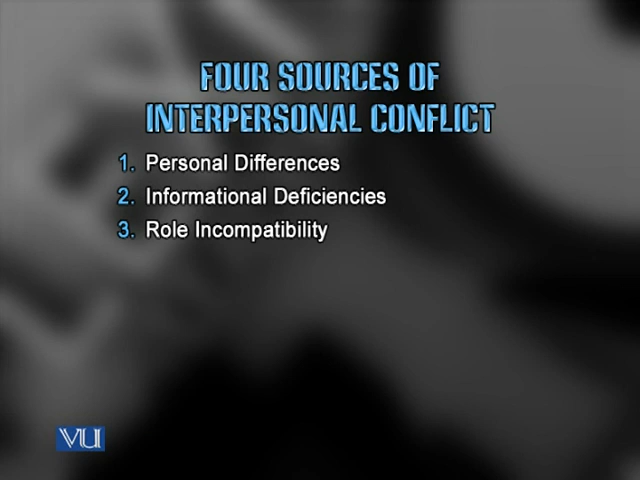 FOUR SOURCES OF
INTERPERSONAL CONFLICT
1. Personal Differences
2. Informational Deficiencies
3. Role Incompatibility
VU